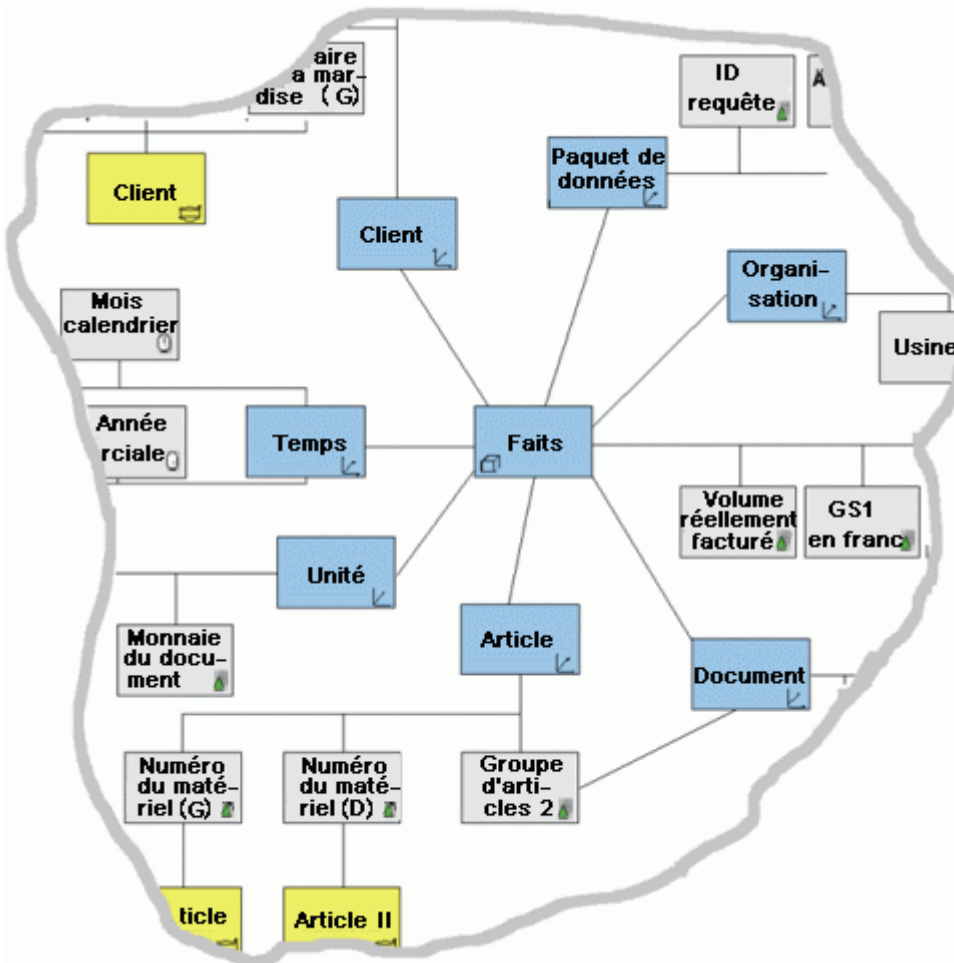 aire
a mar-
dise (G)
ID
requête
Client
Client
Paquet de
données
Organi-
sation
Usine
Mois
calendrier
Année
rciale
Temps
Faits
Volume
réellement
facturé
GS1
en franc
Unité
Monnaie
du docu-
ment
Article
Document
Numéro
du maté-
riel (G)
Numéro
du maté-
riel (D)
Groupe
d'arti-
cles 2
ticle
Article II